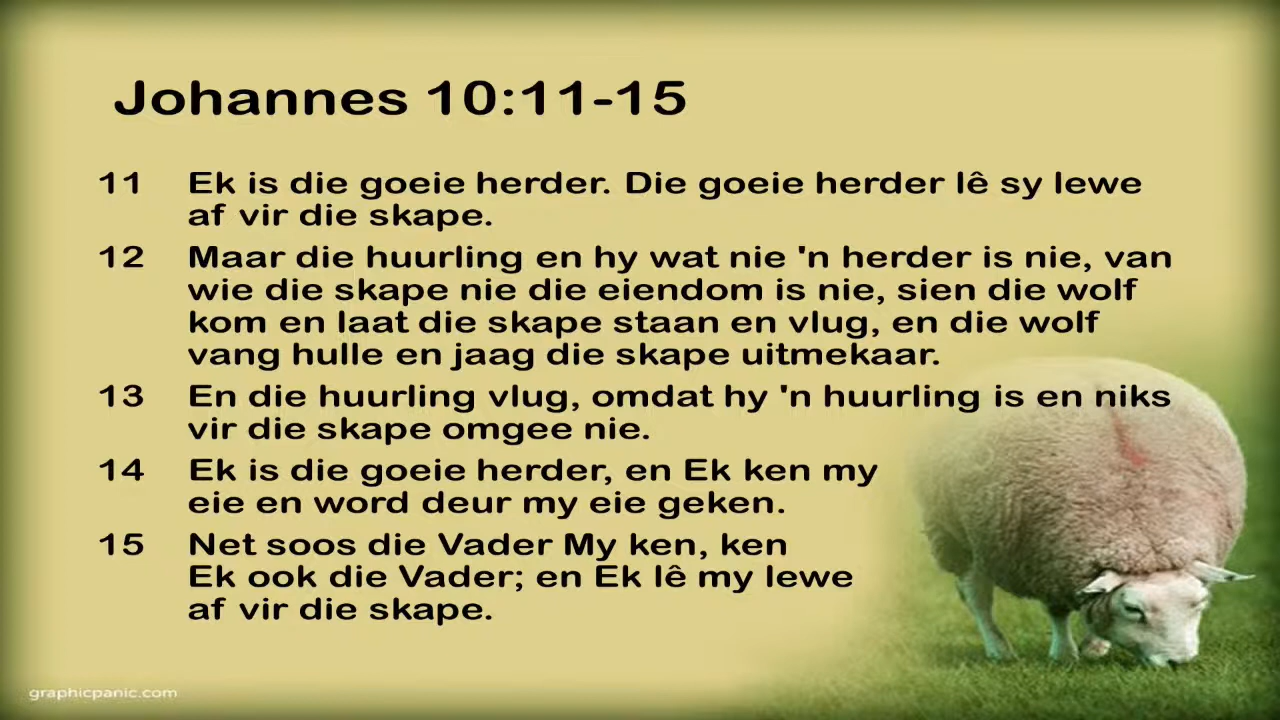 Johannes 10:11-15
11 Ek is die goeie herder. Die goeie herder lê sy lewe
af vir die skape.
12 Maar die huurling en hy wat nie 'n herder is nie, van
wie die skape nie die eiendom is nie, sien die wolf
kom en laat die skape staan en vlug, en die wolf
vang hulle en jaag die skape uitmekaar.
13 En die huurling vlug, omdat hy 'n huurling is en niks
vir die skape omgee nie.
14 Ek is die goeie herder, en Ek ken my
eie en word deur my eie geken.
15 Net soos die Vader My ken, ken
Ek ook die Vader; en Ek lê my lewe
af vir die skape.
graphicpanic.com